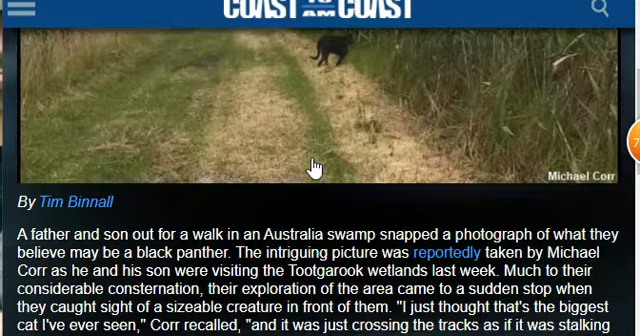 COAST TO AM COAST
Michael Corr
By Tim Binnall
A father and son out for a walk in an Australia swamp snapped a photograph of what they
believe may be a black panther. The intriguing picture was reportedly taken by Michael
Corr as he and his son were visiting the Tootgarook wetlands last week. Much to their
considerable consternation, their exploration of the area came to a sudden stop when
they caught sight of a sizeable creature in front of them. "I just thought that's the biggest
cat I've ever seen," Corr recalled, "and it was just crossing the tracks as if it was stalking
7